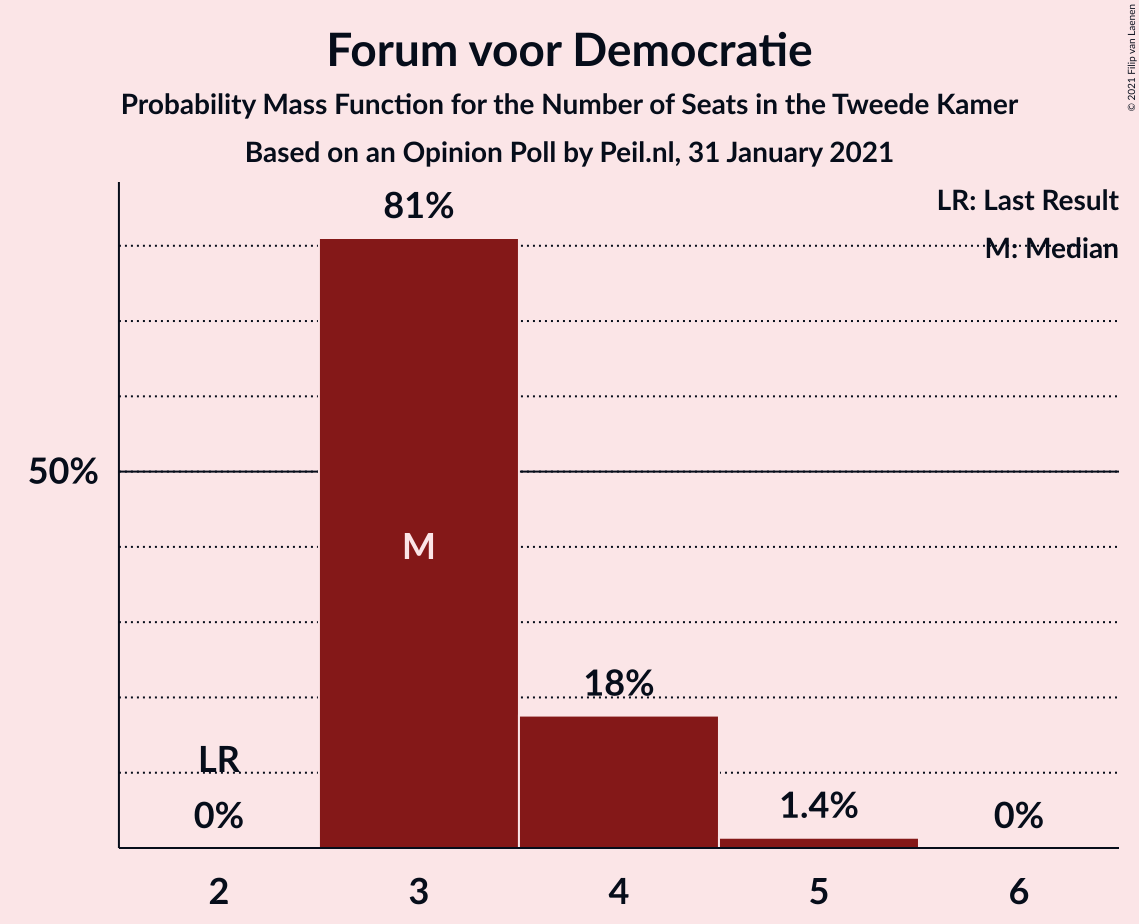 Forum voor Democratie
Probability Mass Function for the Number of Seats in the Tweede Kamer
Based on an Opinion Poll by Peil.nl, 31 January 2021
© 2021 Filip van Laenen
LR: Last Result
M: Median
81%
50%
M
18%
LR
0%
1.4%
0%
2 3 4 5 6